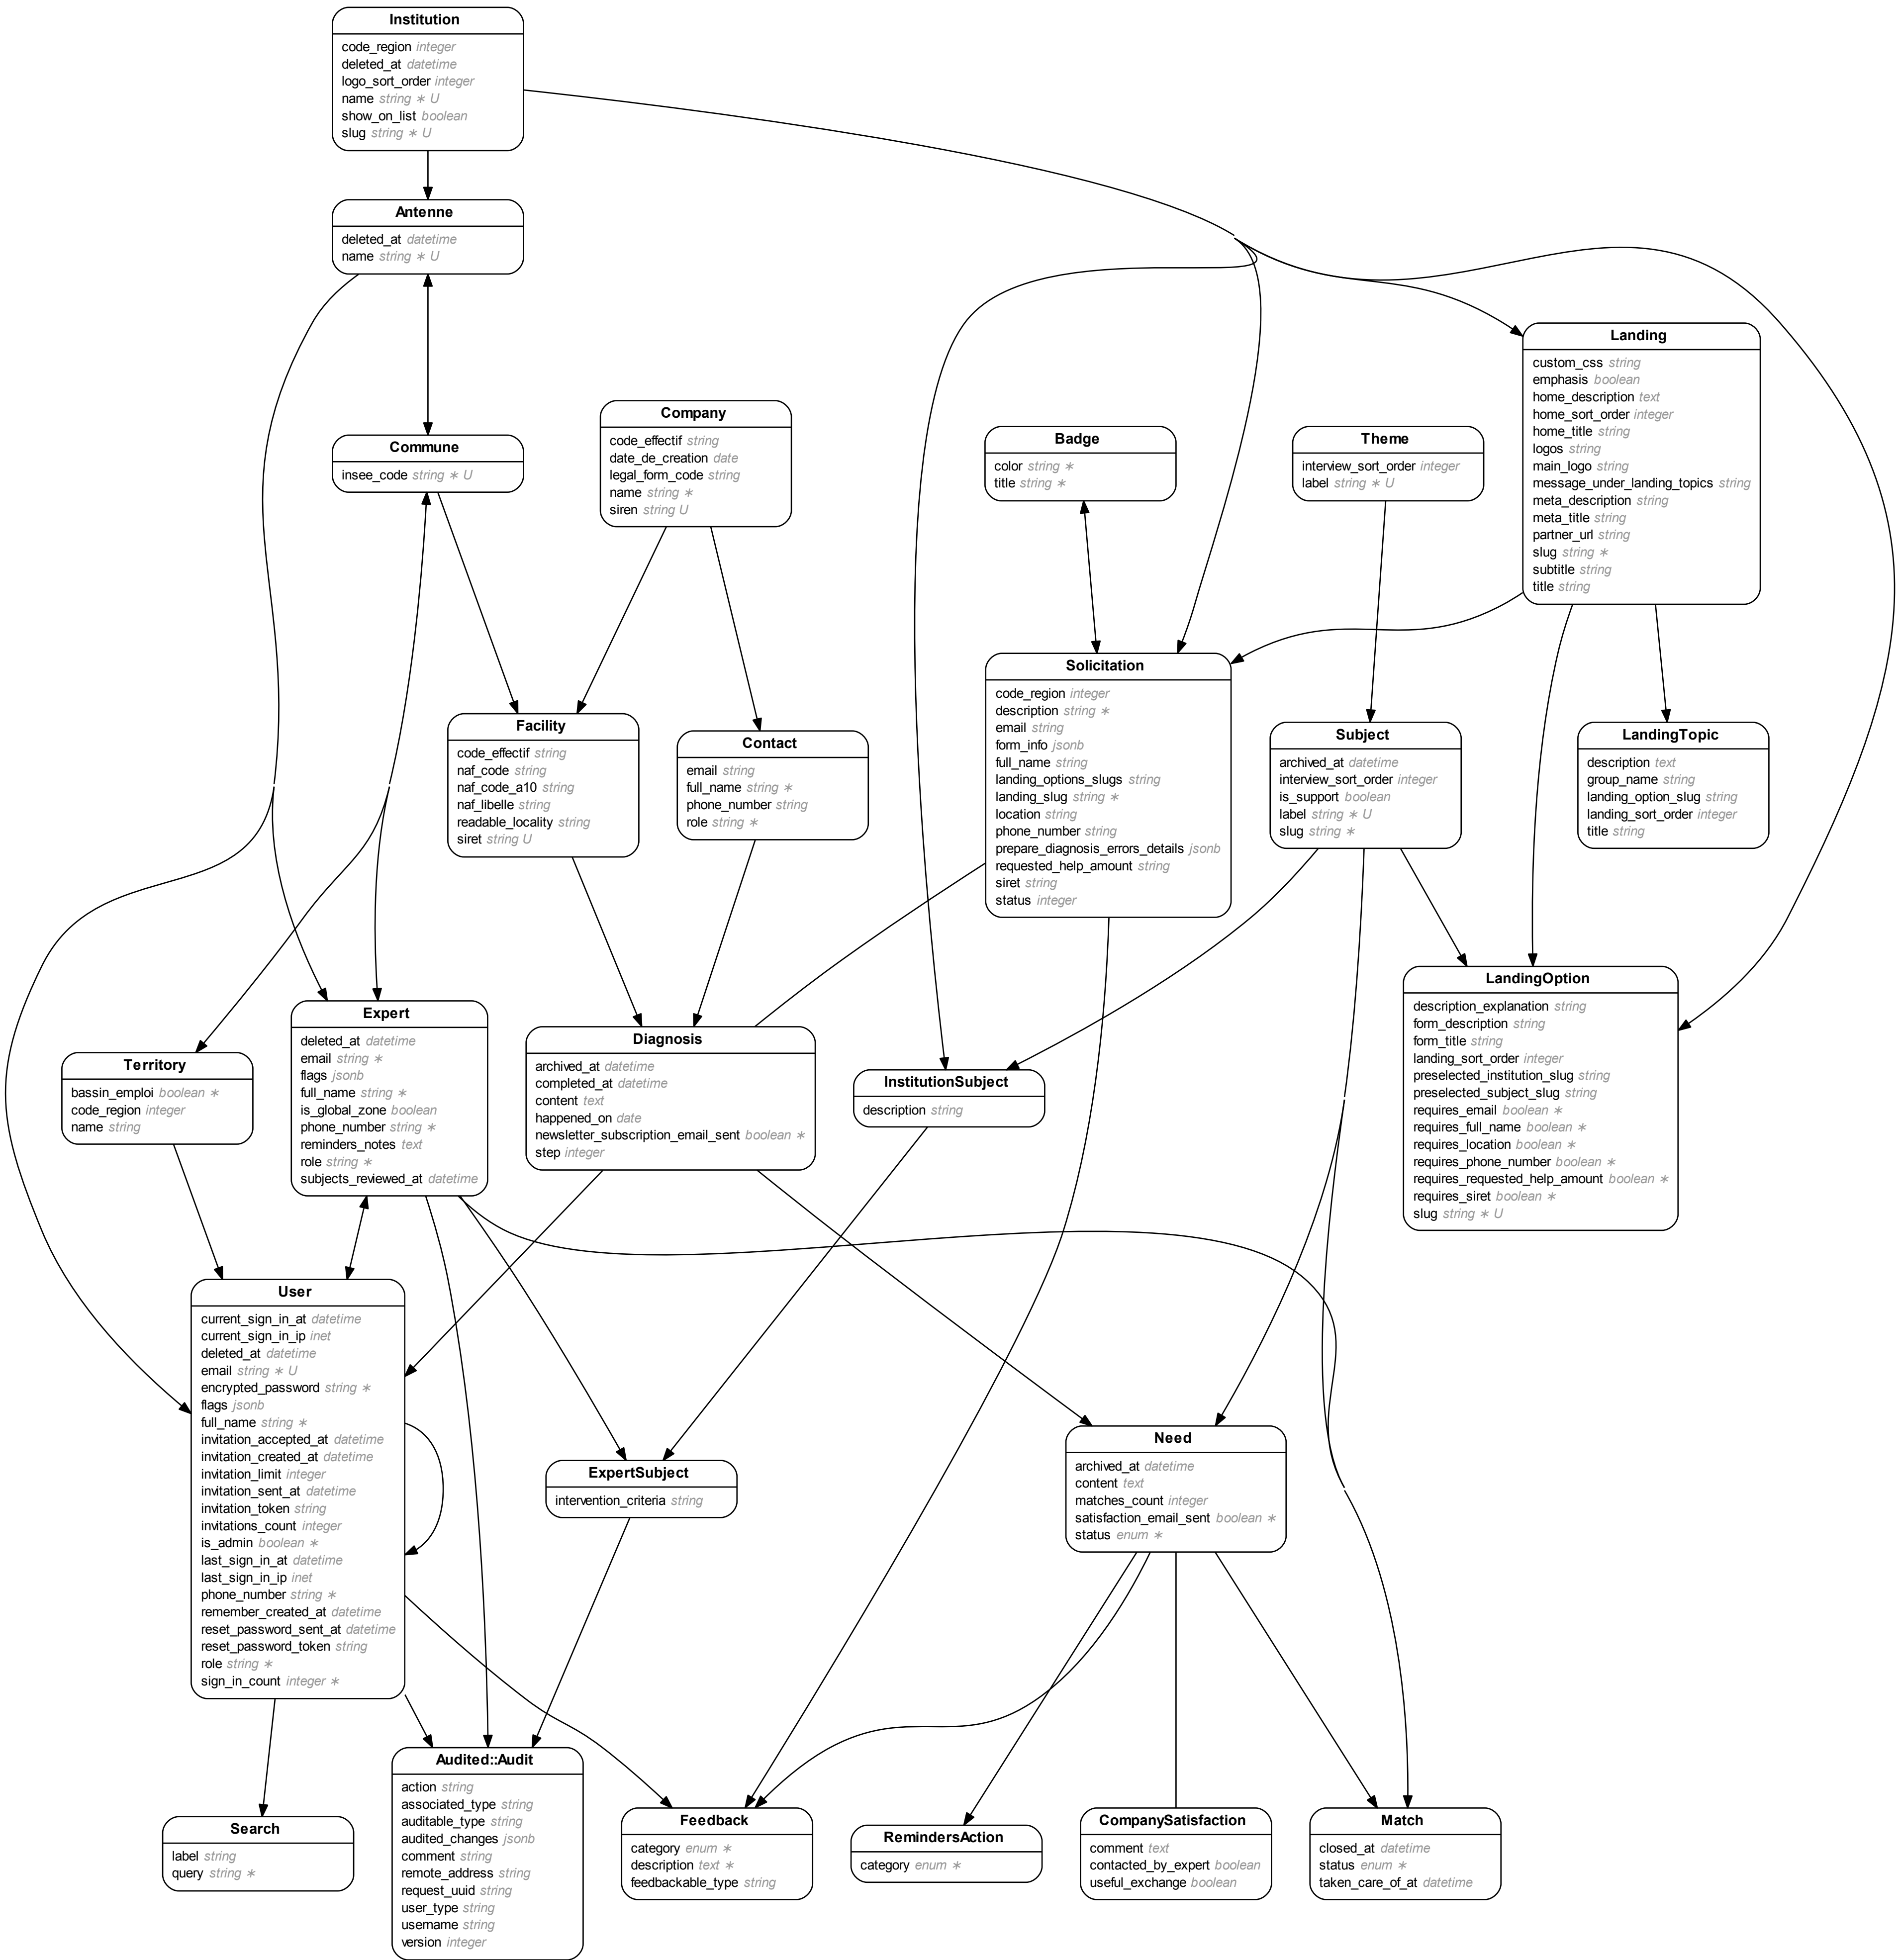 Institution
code_region integer
deleted_at datetime
logo_sort_order integer
name string ∗ U
show_on_list boolean
slug string ∗ U
Antenne
deleted_at datetime
name string ∗ U
Landing
custom_css string
emphasis boolean
home_description text
home_sort_order integer
home_title string
logos string
main_logo string
message_under_landing_topics string
meta_description string
meta_title string
partner_url string
slug string ∗
subtitle string
title string
Company
code_effectif string
date_de_creation date
legal_form_code string
name string ∗
siren string U
Badge
color string ∗
title string ∗
Theme
interview_sort_order integer
label string ∗ U
Commune
insee_code string ∗ U
Solicitation
code_region integer
description string ∗
email string
form_info jsonb
full_name string
landing_options_slugs string
landing_slug string ∗
location string
phone_number string
prepare_diagnosis_errors_details jsonb
requested_help_amount string
siret string
status integer
Facility
code_effectif string
naf_code string
naf_code_a10 string
naf_libelle string
readable_locality string
siret string U
Contact
email string
full_name string ∗
phone_number string
role string ∗
Subject
archived_at datetime
interview_sort_order integer
is_support boolean
label string ∗ U
slug string ∗
LandingTopic
description text
group_name string
landing_option_slug string
landing_sort_order integer
title string
LandingOption
description_explanation string
form_description string
form_title string
landing_sort_order integer
preselected_institution_slug string
preselected_subject_slug string
requires_email boolean ∗
requires_full_name boolean ∗
requires_location boolean ∗
requires_phone_number boolean ∗
requires_requested_help_amount boolean ∗
requires_siret boolean ∗
slug string ∗ U
Expert
deleted_at datetime
email string ∗
flags jsonb
full_name string ∗
is_global_zone boolean
phone_number string ∗
reminders_notes text
role string ∗
subjects_reviewed_at datetime
Diagnosis
archived_at datetime
completed_at datetime
content text
happened_on date
newsletter_subscription_email_sent boolean ∗
step integer
Territory
bassin_emploi boolean ∗
code_region integer
name string
InstitutionSubject
description string
User
current_sign_in_at datetime
current_sign_in_ip inet
deleted_at datetime
email string ∗ U
encrypted_password string ∗
flags jsonb
full_name string ∗
invitation_accepted_at datetime
invitation_created_at datetime
invitation_limit integer
invitation_sent_at datetime
invitation_token string
invitations_count integer
is_admin boolean ∗
last_sign_in_at datetime
last_sign_in_ip inet
phone_number string ∗
remember_created_at datetime
reset_password_sent_at datetime
reset_password_token string
role string ∗
sign_in_count integer ∗
Need
archived_at datetime
content text
matches_count integer
satisfaction_email_sent boolean ∗
status enum ∗
ExpertSubject
intervention_criteria string
Audited::Audit
action string
associated_type string
auditable_type string
audited_changes jsonb
comment string
remote_address string
request_uuid string
user_type string
username string
version integer
Search
label string
query string ∗
Feedback
category enum ∗
description text ∗
feedbackable_type string
RemindersAction
category enum ∗
CompanySatisfaction
comment text
contacted_by_expert boolean
useful_exchange boolean
Match
closed_at datetime
status enum ∗
taken_care_of_at datetime